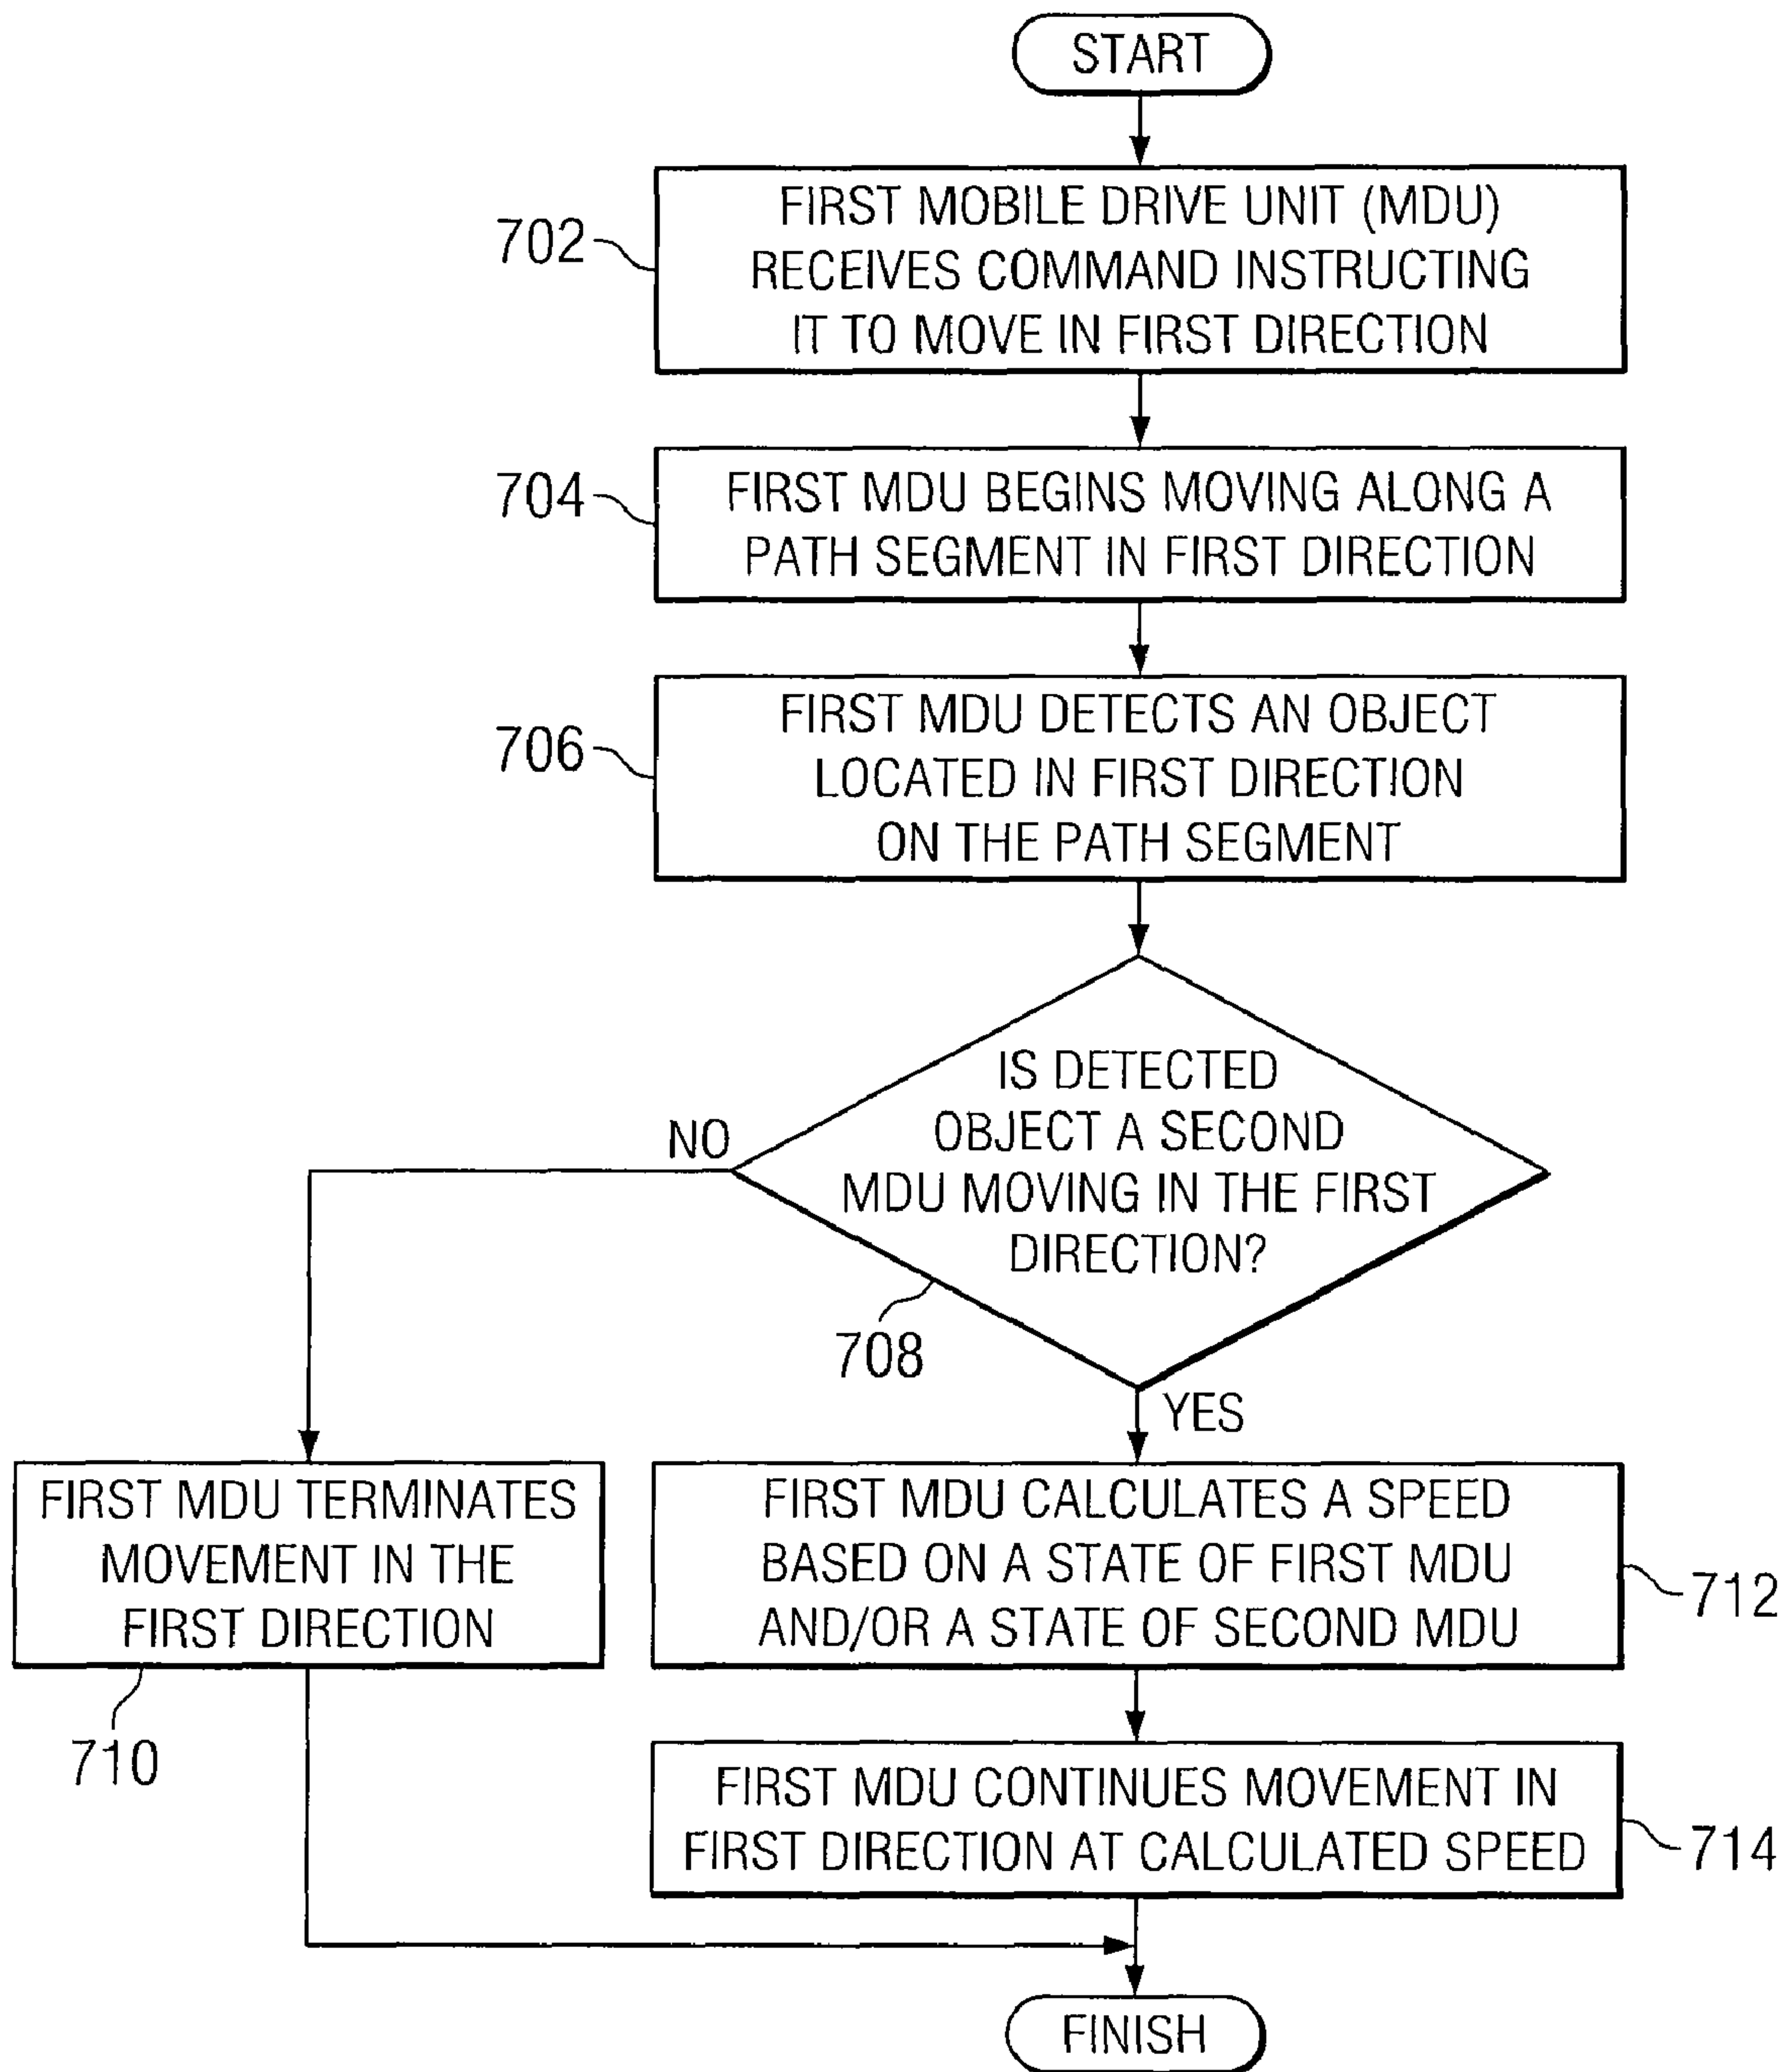 START
702
FIRST MOBILE DRIVE UNIT (MDU)
RECEIVES COMMAND INSTRUCTING
IT TO MOVE IN FIRST DIRECTION
704
FIRST MDU BEGINS MOVING ALONG A
PATH SEGMENT IN FIRST DIRECTION
706
FIRST MDU DETECTS AN OBJECT
LOCATED IN FIRST DIRECTION
ON THE PATH SEGMENT
IS DETECTED
OBJECT A SECOND
MDU MOVING IN THE FIRST
DIRECTION?
NO
708
YES
FIRST MDU TERMINATES
MOVEMENT IN THE
FIRST DIRECTION
710
FIRST MDU CALCULATES A SPEED
BASED ON A STATE OF FIRST MDU
AND/OR A STATE OF SECOND MDU
712
FIRST MDU CONTINUES MOVEMENT IN
FIRST DIRECTION AT CALCULATED SPEED
714
FINISH